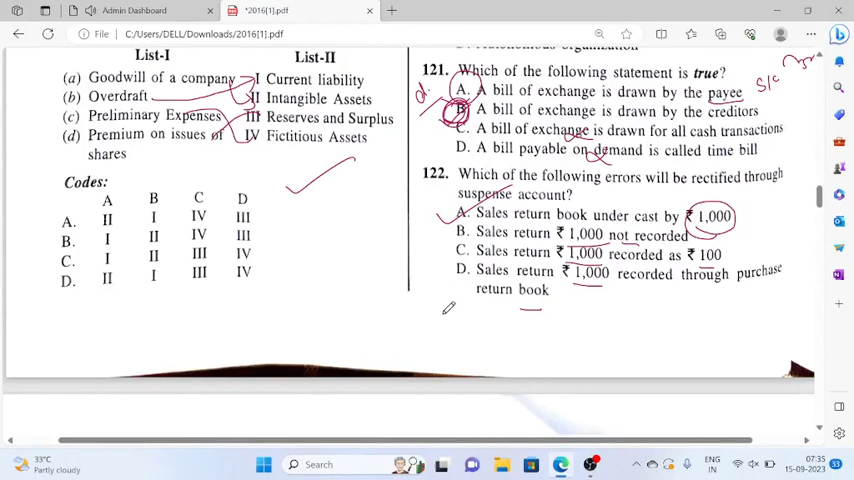 Admin Dashboard
*2016[1].pdf
File
C:/Users/DELL/Downloads/2016[1].pdf
List-I List-II
(a) Goodwill of a company I Current liability
(b) Overdraft II Intangible Assets
(c) Preliminary Expenses III Reserves and Surplus
(d) Premium on issues of IV Fictitious Assets
shares
Codes:
A B C D
A. II I IV III
B. I II IV III
C. I II III IV
D. II I III IV
D. Autonomous organization
121. Which of the following statement is true?
A. A bill of exchange is drawn by the payee
B. A bill of exchange is drawn by the creditors
C. A bill of exchange is drawn for all cash transactions
D. A bill payable on demand is called time bill
122. Which of the following errors will be rectified through
suspense account?
A. Sales return book under cast by ₹ 1,000
B. Sales return ₹ 1,000 not recorded
C. Sales return ₹ 1,000 recorded as ₹ 100
D. Sales return ₹ 1,000 recorded through purchase
return book
33°C
Partly cloudy
Search
ENG
IN
07:35
15-09-2023
33